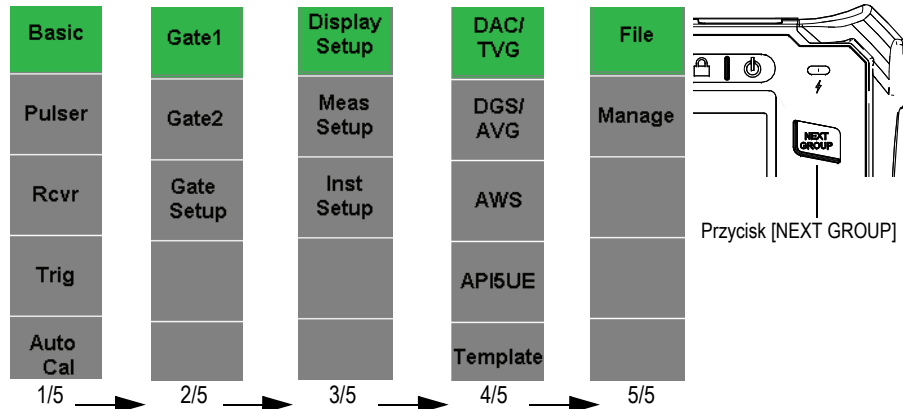 Basic
Pulser
Rcvr
Trig
Auto
Cal
1/5
Gate1
Gate2
Gate
Setup
2/5
Display
Setup
Meas
Setup
Inst
Setup
3/5
DAC/
TVG
DGS/
AVG
AWS
API5UE
Template
4/5
File
Manage
5/5
NEXT
GROUP
Przycisk [NEXT GROUP]